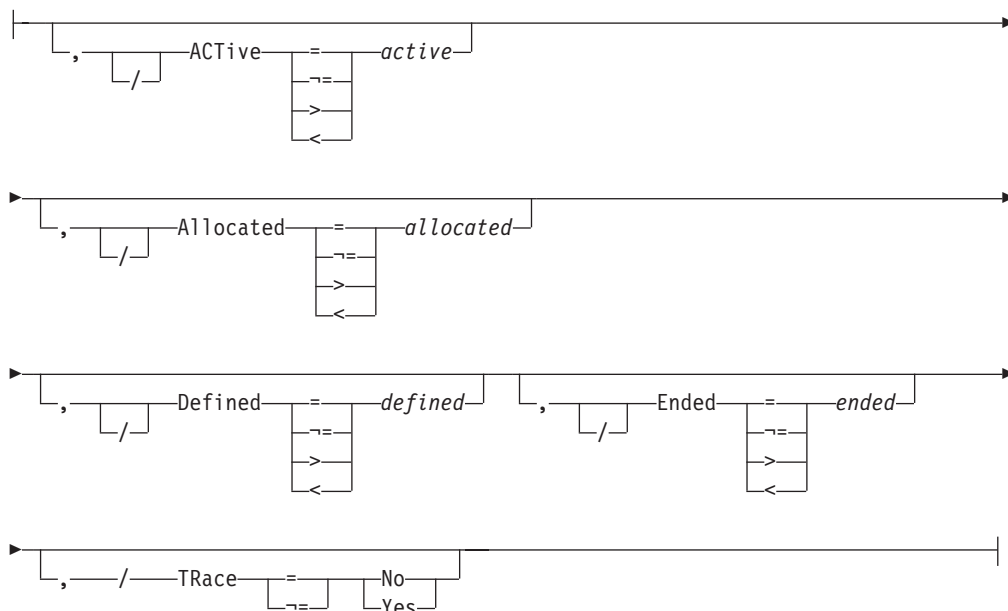 , / ACTive = active
¬=
>
<
, / Allocated = allocated
¬=
>
<
, / Defined = defined , / Ended = ended
¬= ¬=
> >
< <
, / TRace = No
¬= Yes